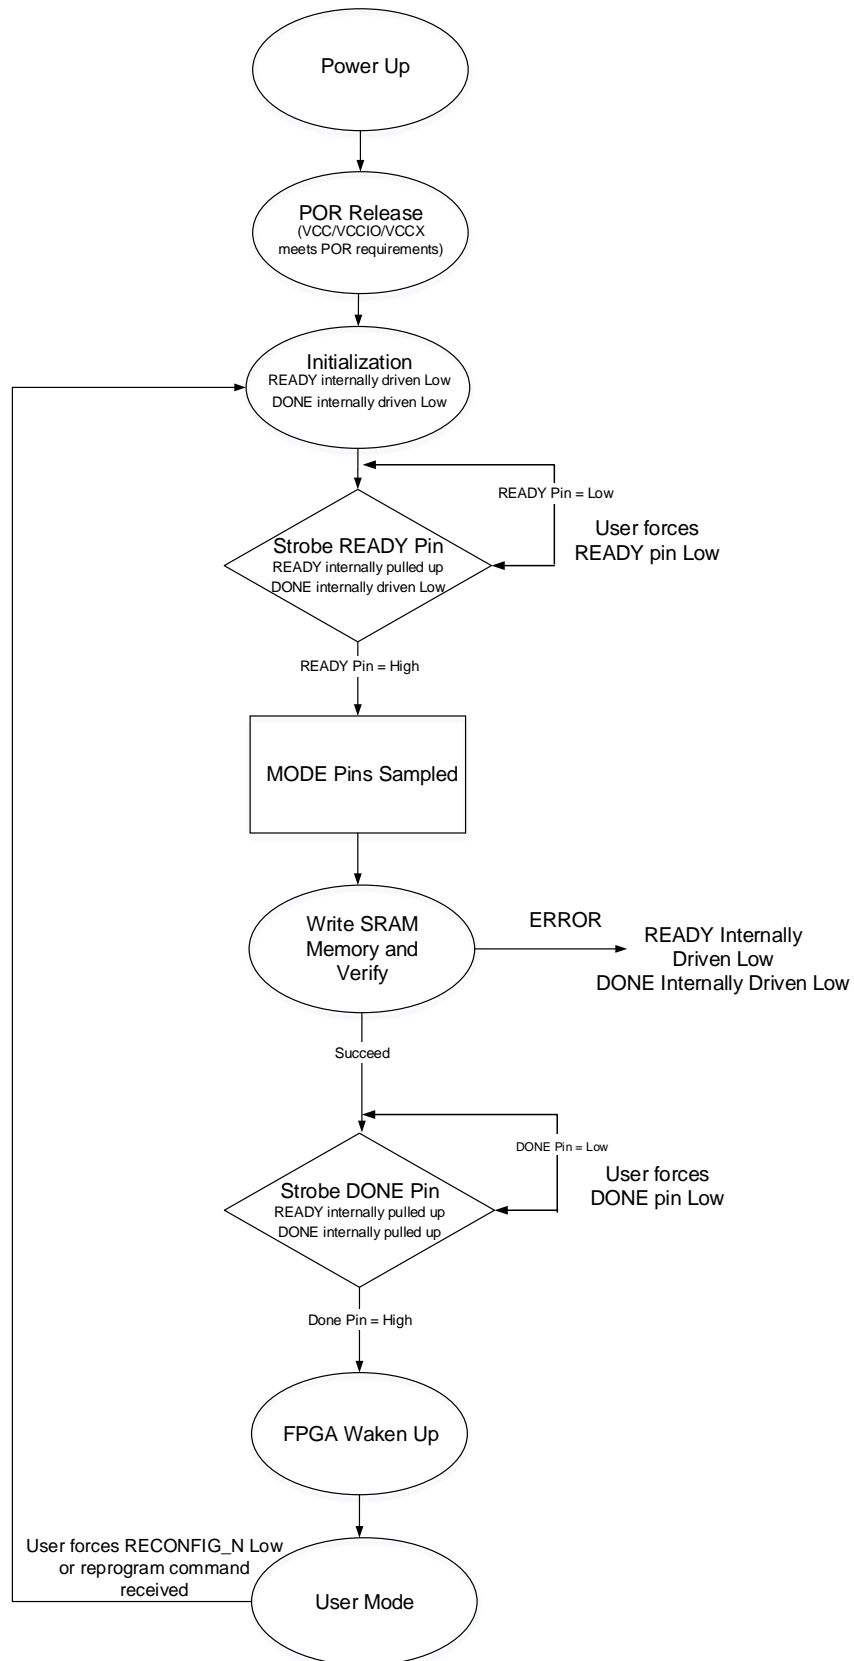 Power Up
POR Release
(VCC/VCCIO/VCCX
meets POR requirements)
Initialization
READY internally driven Low
DONE internally driven Low
READY Pin = Low
User forces
READY pin Low
Strobe READY Pin
READY internally pulled up
DONE internally driven Low
READY Pin = High
MODE Pins Sampled
Write SRAM
Memory and
Verify
ERROR
READY Internally
Driven Low
DONE Internally Driven Low
Succeed
DONE Pin = Low
User forces
DONE pin Low
Strobe DONE Pin
READY internally pulled up
DONE internally pulled up
Done Pin = High
FPGA Waken Up
User forces RECONFIG_N Low
or reprogram command
received
User Mode